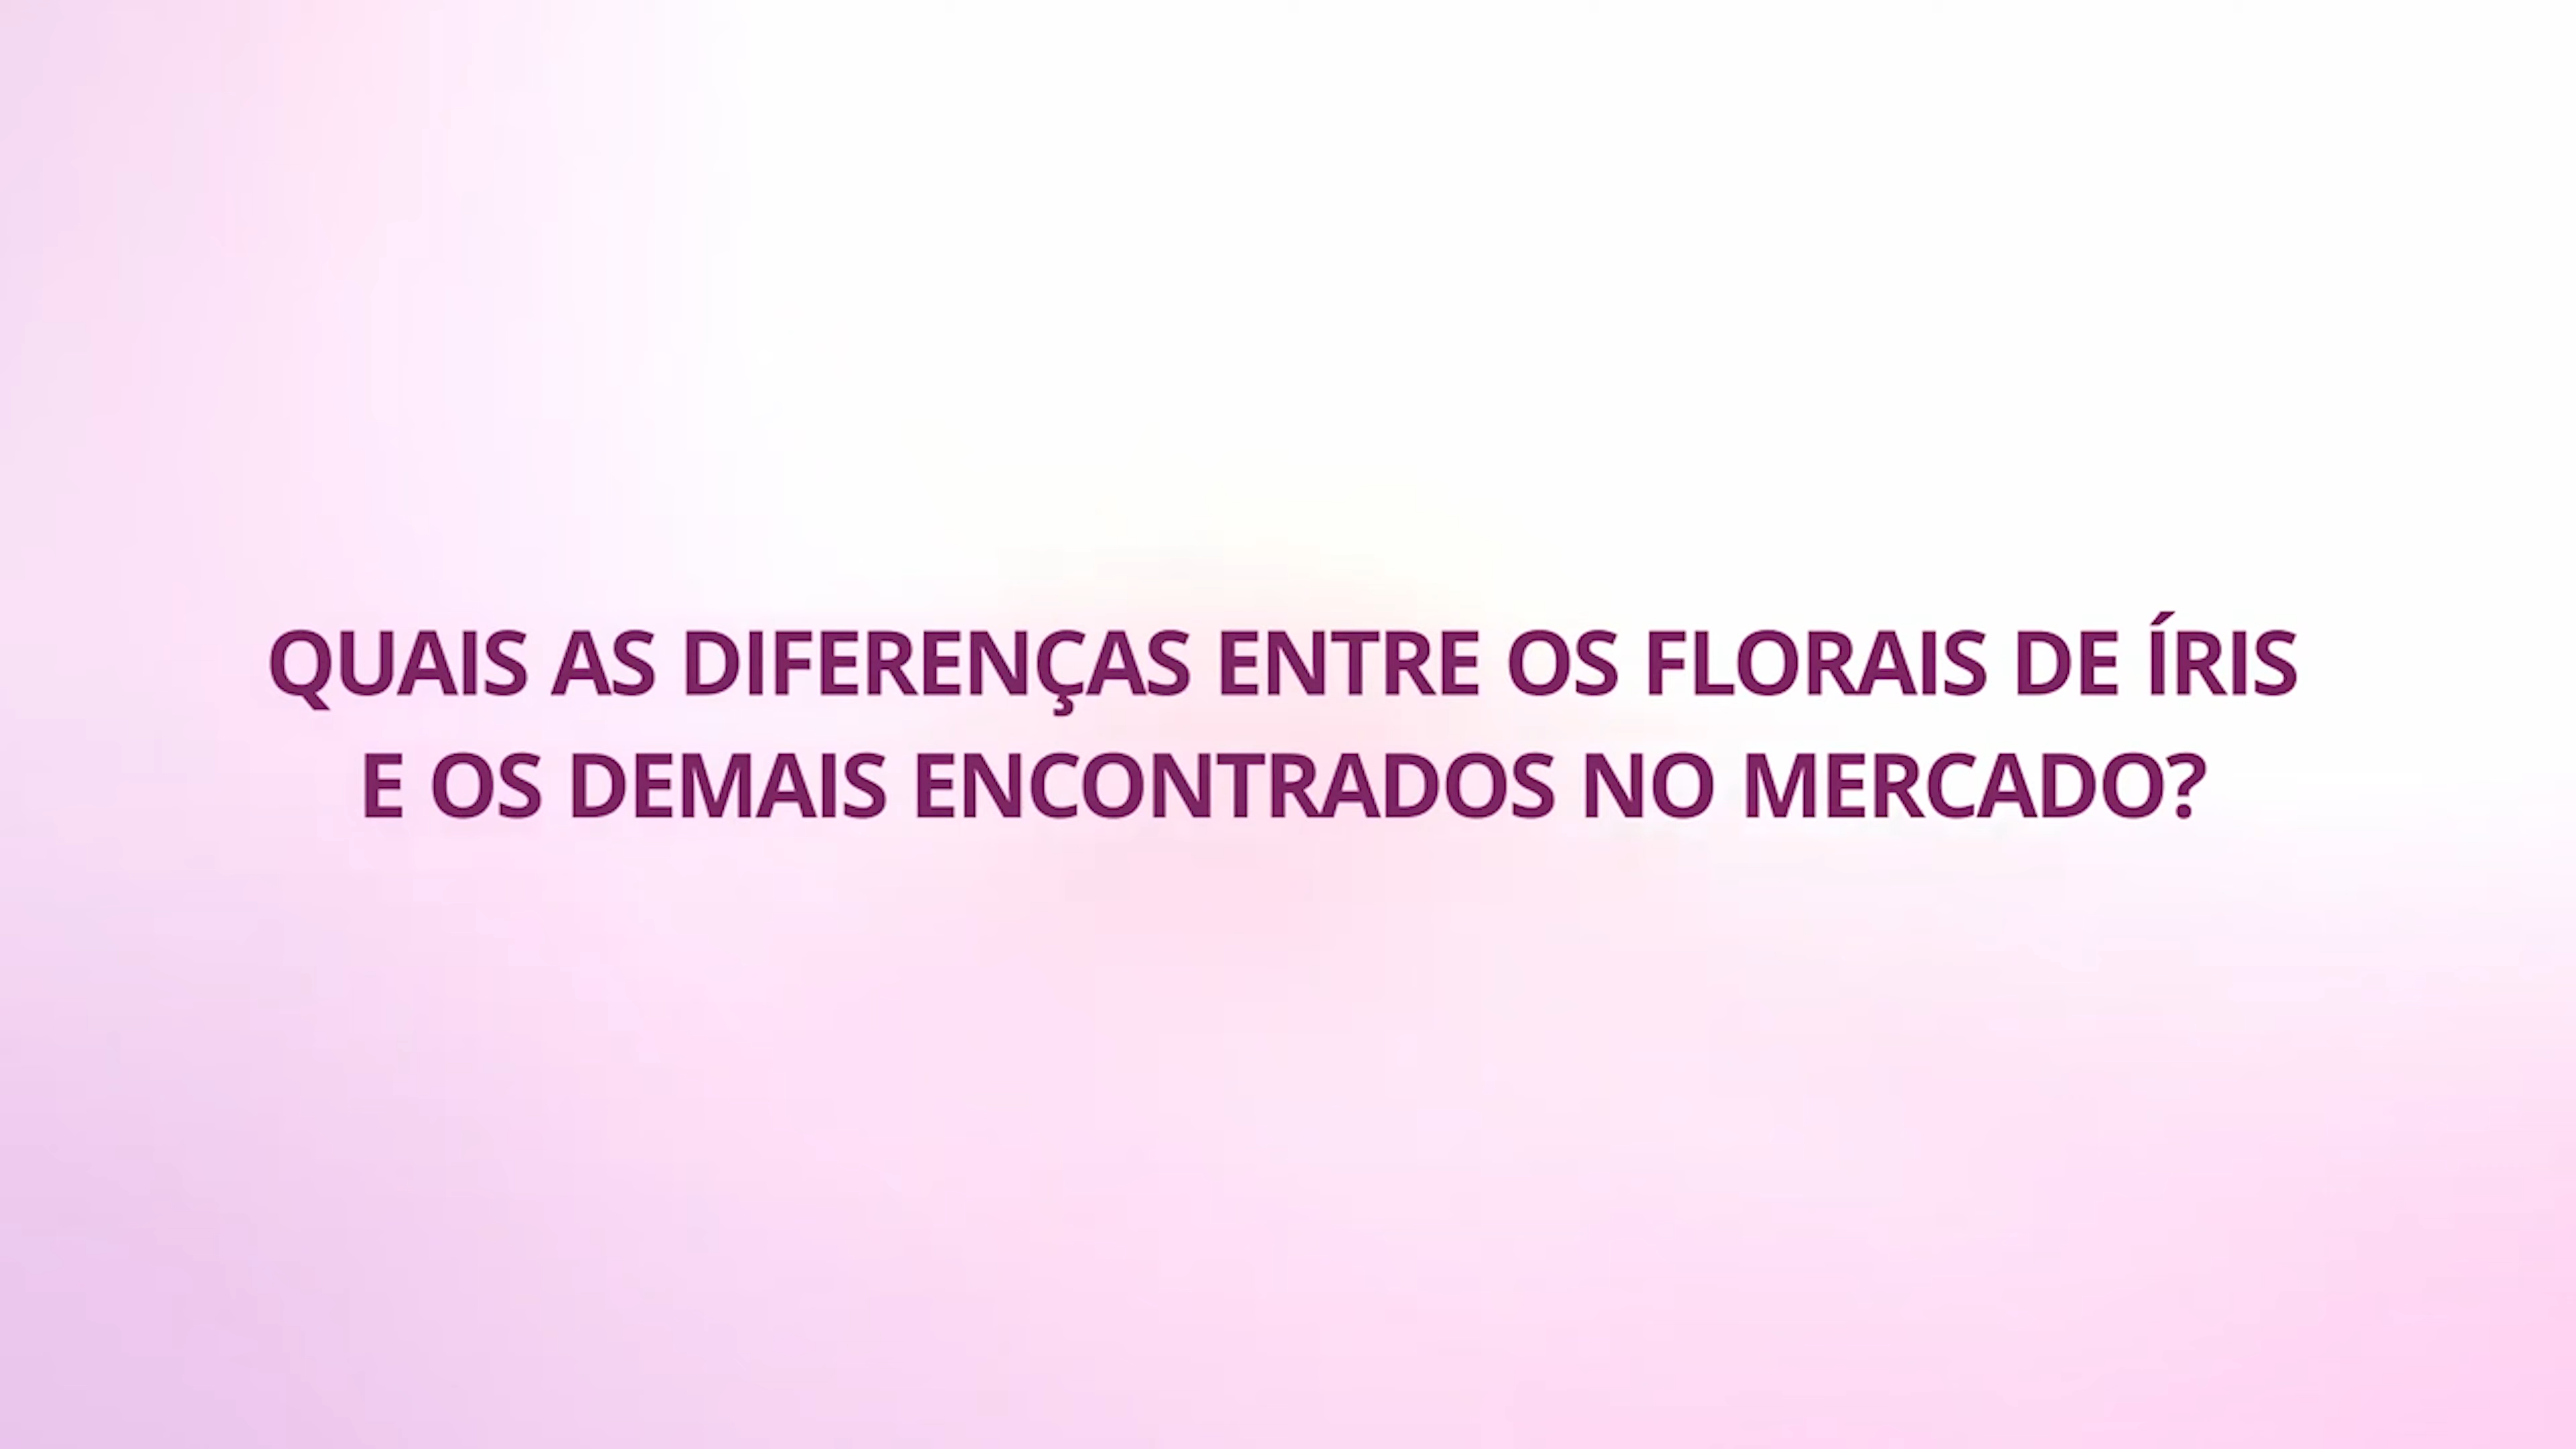 QUAIS AS DIFERENÇAS ENTRE OS FLORAIS DE ÍRIS
E OS DEMAIS ENCONTRADOS NO MERCADO?